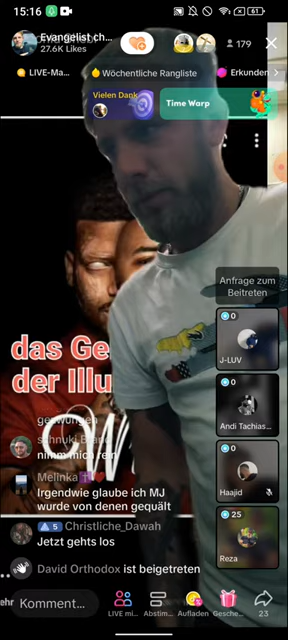 15:16
61
Evangelist ch...
27.6K Likes
179
LIVE-Ma...
Wöchentliche Rangliste
Erkunden
Vielen Dank
Time Warp
Anfrage zum
Beitreten
0
J-LUV
0
Andi Tachias...
0
Haajid
25
Reza
das Ge
der Illu
gezwungen
schnuki
nimm mich rein
Melinka
Irgendwie glaube ich MJ
wurde von denen gequält
5 Christliche_Dawah
Jetzt gehts los
David Orthodox ist beigetreten
ehr
Komment...
LIVE mi...
Abstim...
Aufladen
Gesche...
23